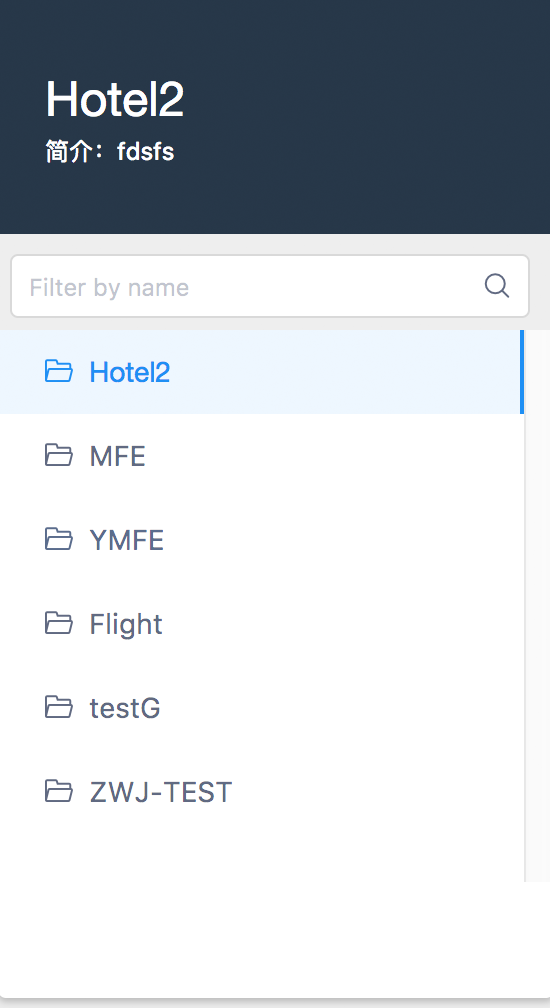 Hotel2
简介：fdsfs
Filter by name
Hotel2
MFE
YMFE
Flight
testG
ZWJ-TEST